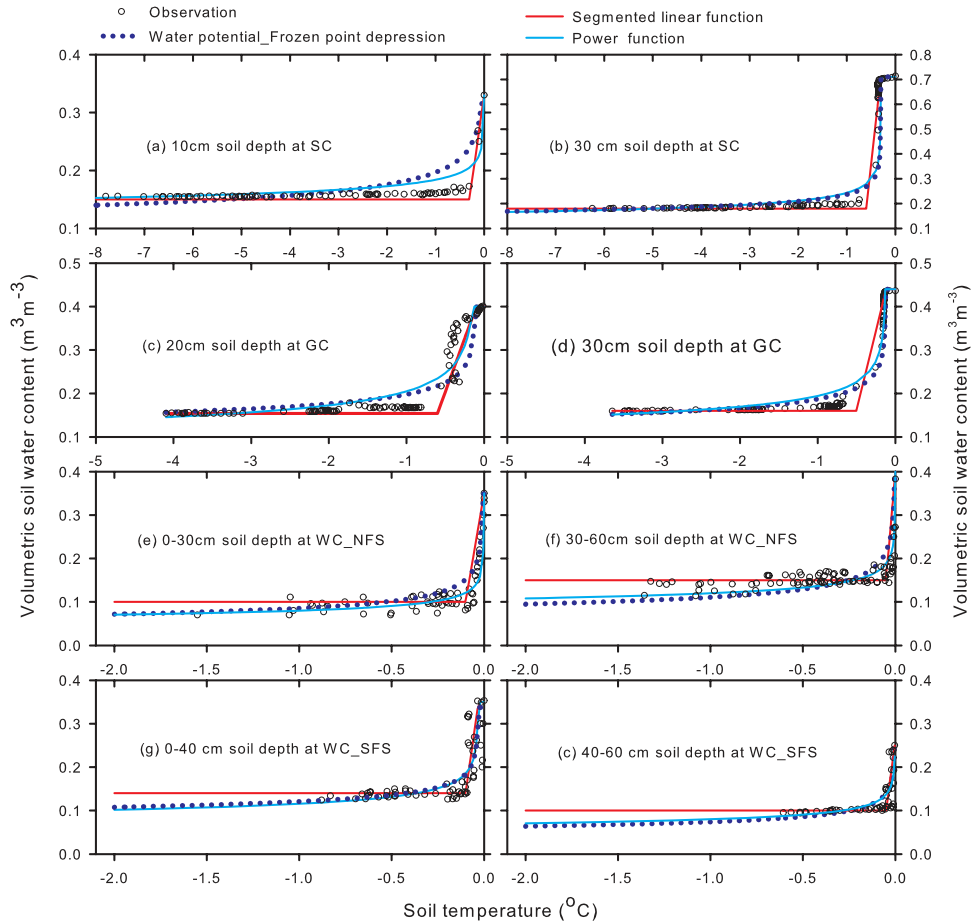 Observation
Water potential_Frozen point depression
Segmented linear function
Power function
0.4
0.3
0.2
0.1
(a) 10cm soil depth at SC
-8 -7 -6 -5 -4 -3 -2 -1 0
0.8
0.7
0.6
0.5
0.4
0.3
0.2
0.1
(b) 30 cm soil depth at SC
-8 -7 -6 -5 -4 -3 -2 -1 0
0.5
0.4
0.3
0.2
0.1
(c) 20cm soil depth at GC
-5 -4 -3 -2 -1 0
0.5
0.4
0.3
0.2
0.1
(d) 30cm soil depth at GC
-5 -4 -3 -2 -1 0
0.4
0.3
0.2
0.1
0.0
(e) 0-30cm soil depth at WC_NFS
-2.0 -1.5 -1.0 -0.5 0.0
0.4
0.3
0.2
0.1
0.0
(f) 30-60cm soil depth at WC_NFS
-2.0 -1.5 -1.0 -0.5 0.0
0.4
0.3
0.2
0.1
0.0
(g) 0-40 cm soil depth at WC_SFS
-2.0 -1.5 -1.0 -0.5 0.0
0.4
0.3
0.2
0.1
0.0
(c) 40-60 cm soil depth at WC_SFS
-2.0 -1.5 -1.0 -0.5 0.0
Volumetric soil water content (m³m⁻³)
Volumetric soil water content (m³m⁻³)
Soil temperature (°C)